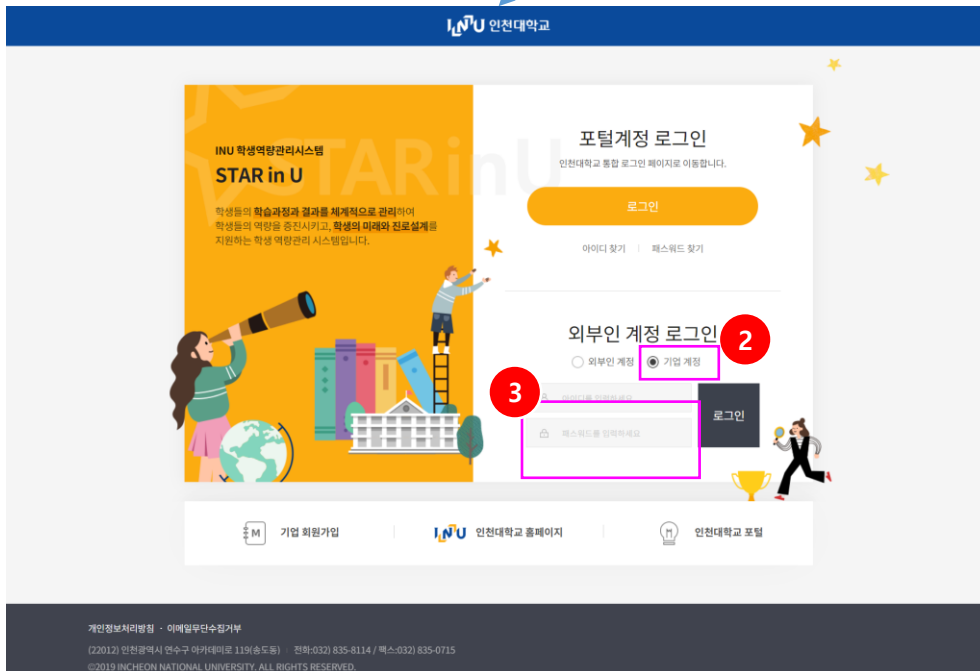 INU 인천대학교
STARinU
INU 학생역량관리시스템
STAR in U
학생들의 학습과정과 결과를 체계적으로 관리하여
학생들의 역량을 증진시키고, 학생의 미래와 진로설계를
지원하는 학생 역량관리 시스템입니다.
포털계정 로그인
인천대학교 통합 로그인 페이지로 이동합니다.
로그인
아이디 찾기 | 패스워드 찾기
외부인 계정 로그인
2
외부인 계정 기업 계정
3
아이디를 입력하세요
패스워드를 입력하세요
로그인
M 기업 회원가입
INU 인천대학교 홈페이지
인천대학교 포털
개인정보처리방침 · 이메일무단수집거부
(22012) 인천광역시 연수구 아카데미로 119(송도동) | 전화:032) 835-8114 / 팩스:032) 835-0715
©2019 INCHEON NATIONAL UNIVERSITY. ALL RIGHTS RESERVED.